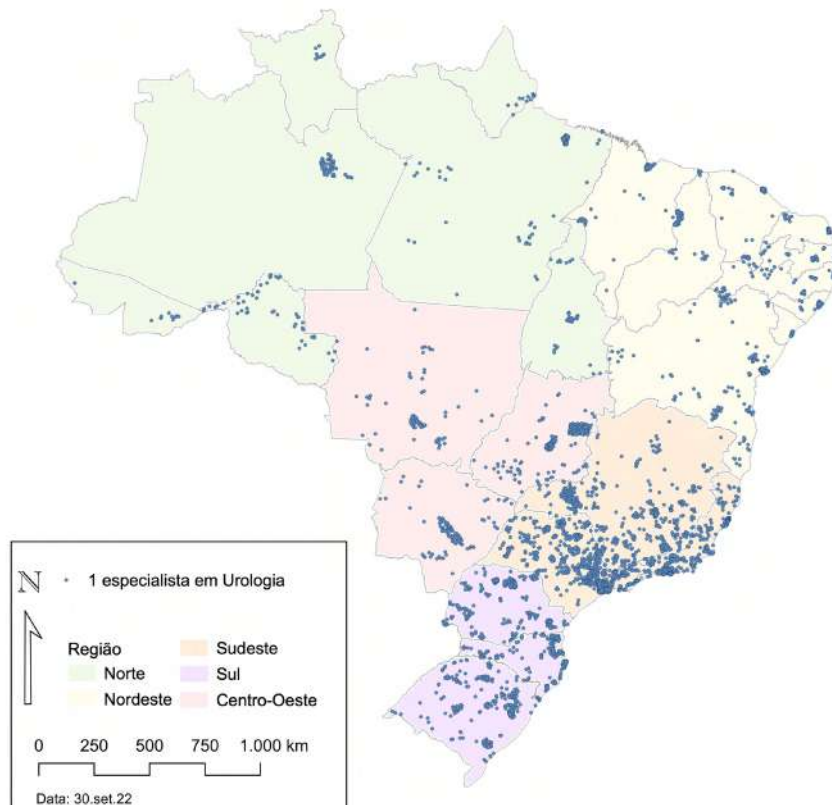 N
1 especialista em Urologia
Região
Norte
Nordeste
Sudeste
Sul
Centro-Oeste
0 250 500 750 1.000 km
Data: 30.set.22